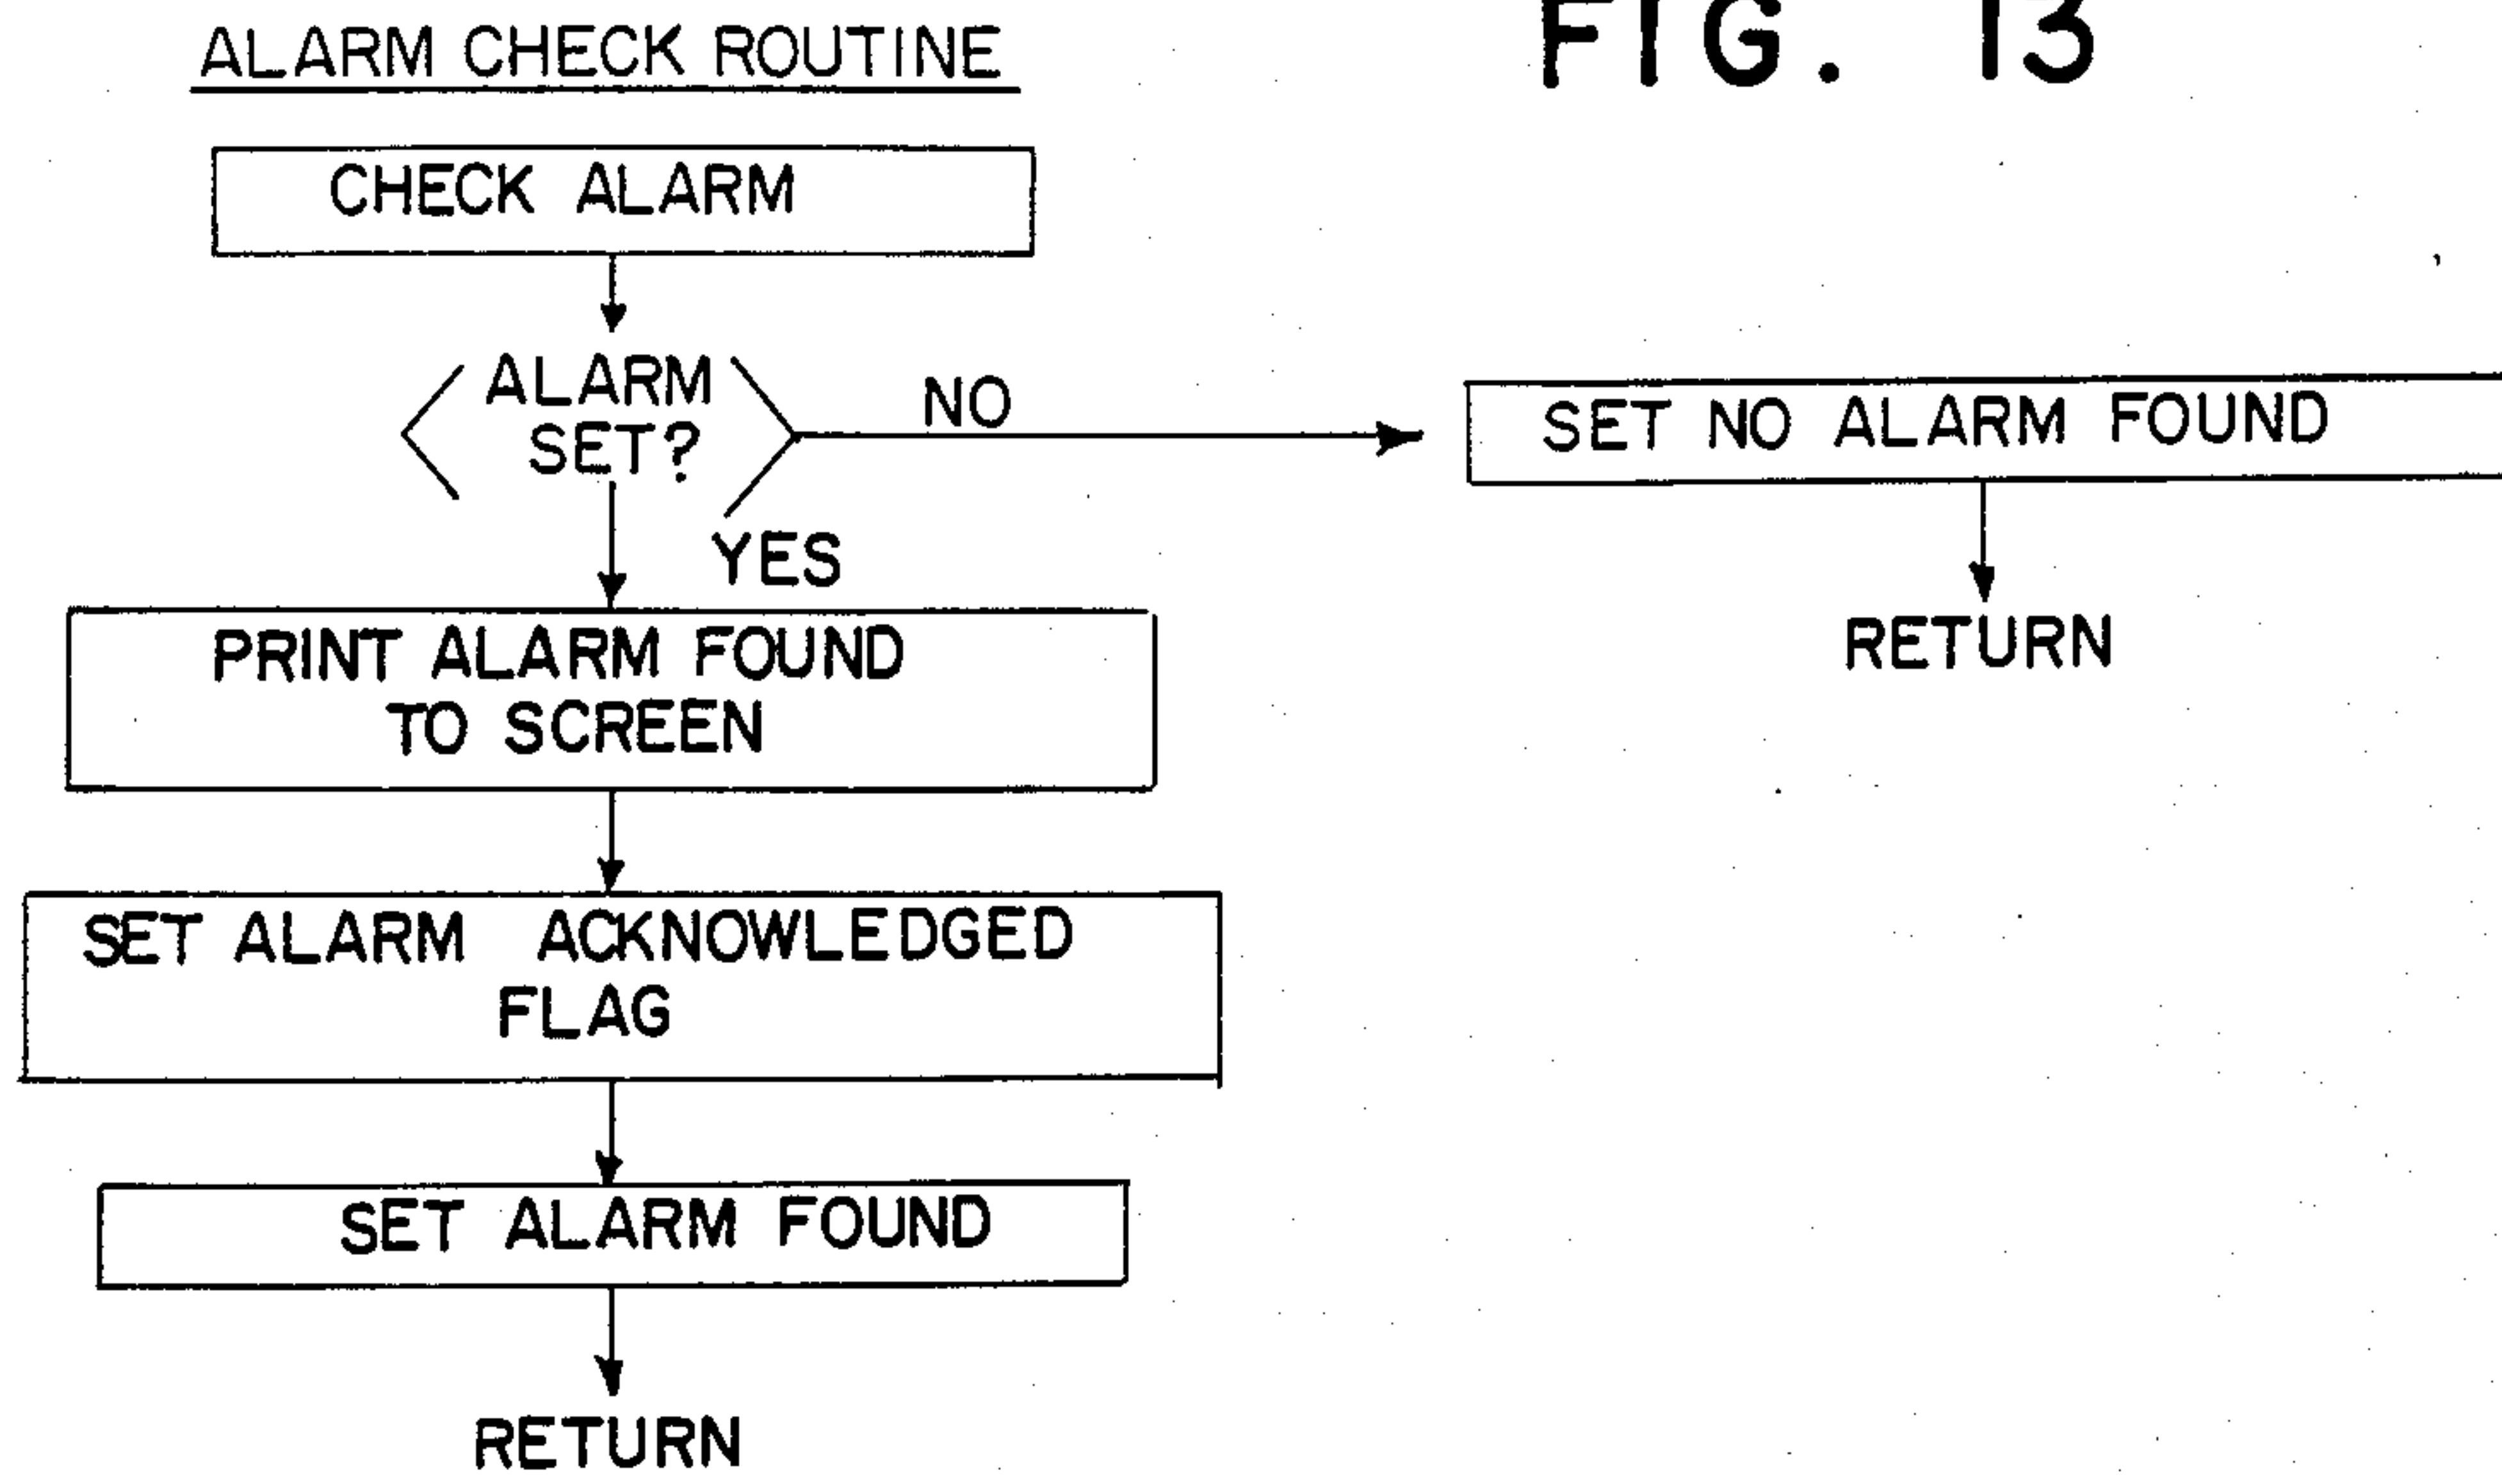 ALARM CHECK ROUTINE
FIG. 13
CHECK ALARM
ALARM
SET?
NO
SET NO ALARM FOUND
YES
RETURN
PRINT ALARM FOUND
TO SCREEN
SET ALARM ACKNOWLEDGED
FLAG
SET ALARM FOUND
RETURN